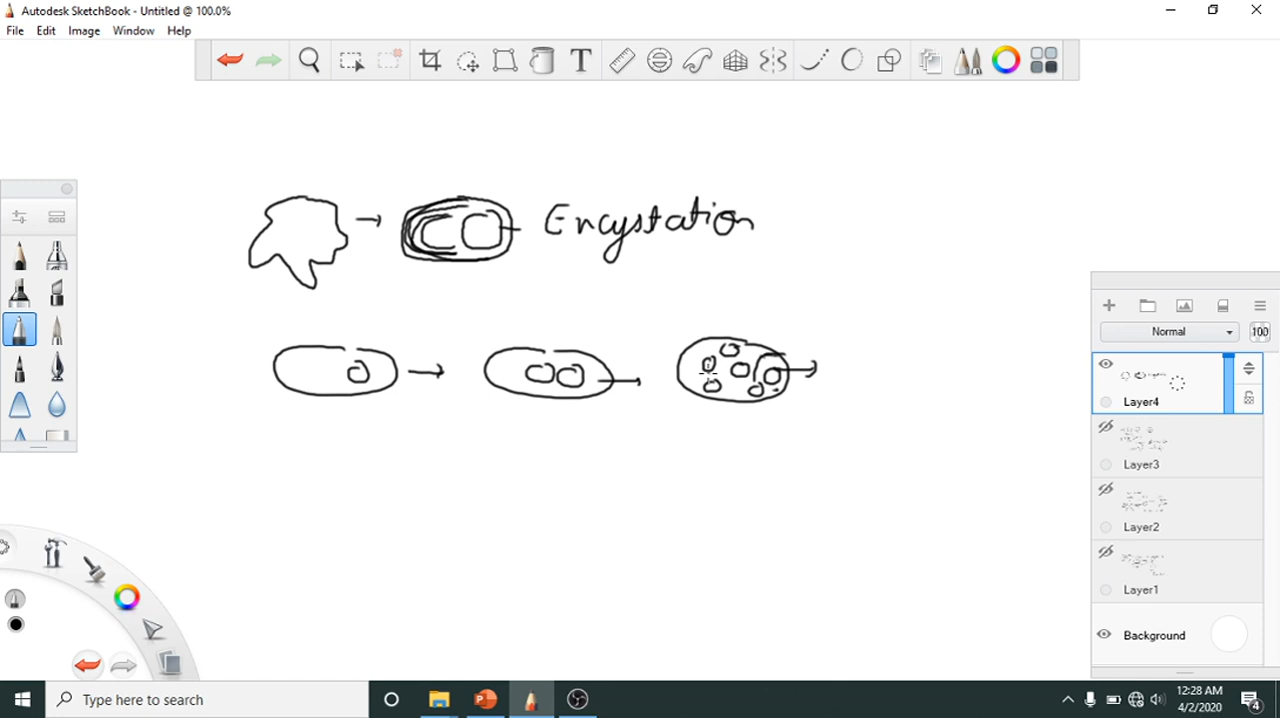 Autodesk SketchBook - Untitled @ 100.0%
File Edit Image Window Help
T
Encystation
Normal 100
Layer4
Layer3
Layer2
Layer1
Background
Type here to search
12:28 AM
4/2/2020
4